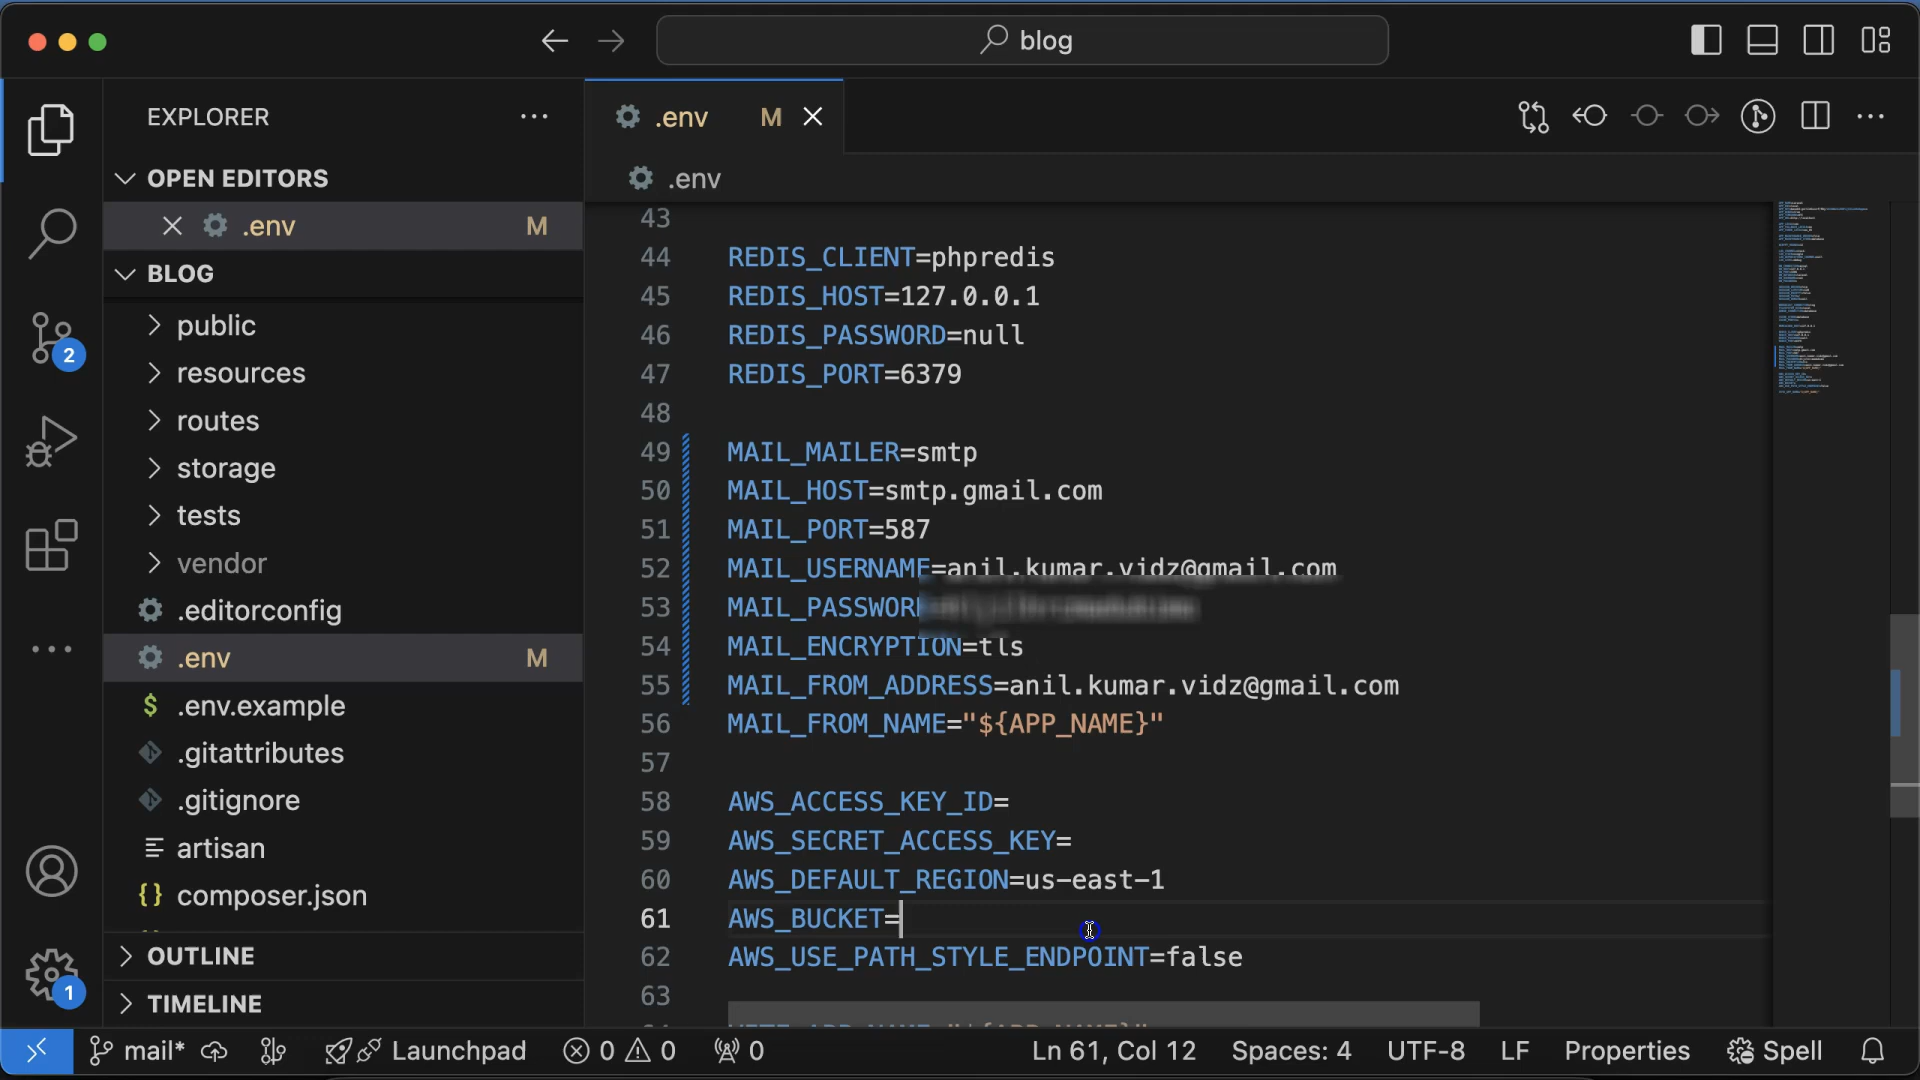 blog
EXPLORER
OPEN EDITORS
.env M
BLOG
public
resources
routes
storage
tests
vendor
.editorconfig
.env M
.env.example
.gitattributes
.gitignore
artisan
composer.json
OUTLINE
TIMELINE
2
1
.env M
.env
43
44 REDIS_CLIENT=phpredis
45 REDIS_HOST=127.0.0.1
46 REDIS_PASSWORD=null
47 REDIS_PORT=6379
48
49 MAIL_MAILER=smtp
50 MAIL_HOST=smtp.gmail.com
51 MAIL_PORT=587
52 MAIL_USERNAME=anil.kumar.vidz@gmail.com
53 MAIL_PASSWORD
54 MAIL_ENCRYPTION=tls
55 MAIL_FROM_ADDRESS=anil.kumar.vidz@gmail.com
56 MAIL_FROM_NAME="${APP_NAME}"
57
58 AWS_ACCESS_KEY_ID=
59 AWS_SECRET_ACCESS_KEY=
60 AWS_DEFAULT_REGION=us-east-1
61 AWS_BUCKET=
62 AWS_USE_PATH_STYLE_ENDPOINT=false
63
mail* Launchpad 0 0 0 Ln 61, Col 12 Spaces: 4 UTF-8 LF Properties Spell